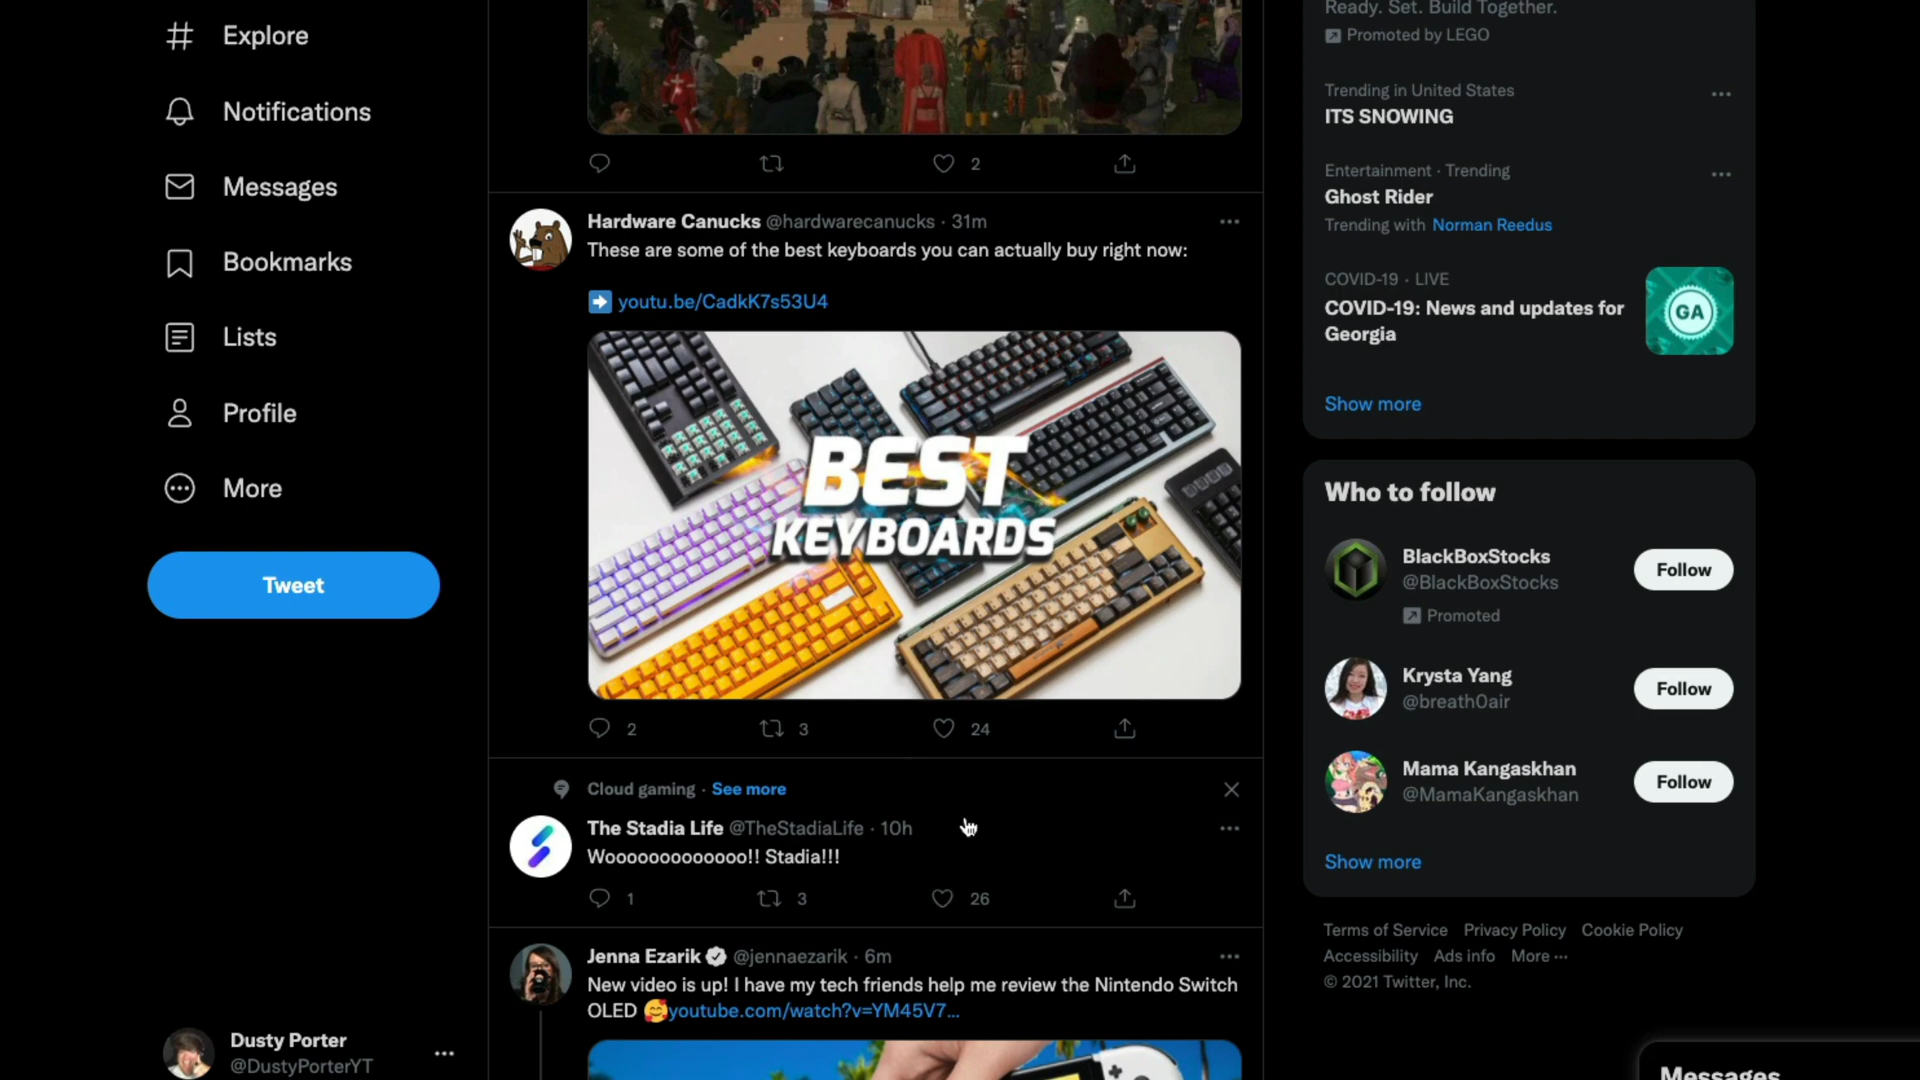 Explore
Notifications
Messages
Bookmarks
Lists
Profile
More
Tweet
Dusty Porter
@DustyPorterYT
2
Hardware Canucks @hardwarecanucks · 31m
These are some of the best keyboards you can actually buy right now:
youtu.be/CadkK7s53U4
BEST
KEYBOARDS
2 3 24
Cloud gaming · See more
The Stadia Life @TheStadiaLife · 10h
Wooooooooooooo!! Stadia!!!
1 3 26
Jenna Ezarik @jennaezarik · 6m
New video is up! I have my tech friends help me review the Nintendo Switch
OLED 🥰youtube.com/watch?v=YM45V7…
Ready. Set. Build Together.
Promoted by LEGO
Trending in United States
ITS SNOWING
Entertainment · Trending
Ghost Rider
Trending with Norman Reedus
COVID-19 · LIVE
COVID-19: News and updates for
Georgia
GA
Show more
Who to follow
BlackBoxStocks
@BlackBoxStocks
Promoted
Follow
Krysta Yang
@breath0air
Follow
Mama Kangaskhan
@MamaKangaskhan
Follow
Show more
Terms of Service Privacy Policy Cookie Policy
Accessibility Ads info More ···
© 2021 Twitter, Inc.
Messages